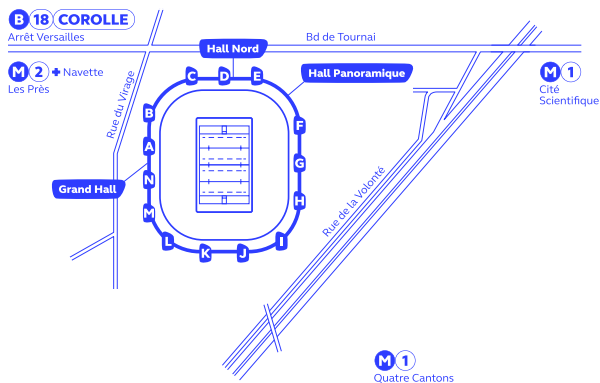 B 18 COROLLE
Arrêt Versailles
Hall Nord
Bd de Tournai
M 2 + Navette
Les Près
Hall Panoramique
M 1
Cité
Scientifique
Rue du Virage
C D E
B
F
A
G
N
Grand Hall
H
M
L
I
K
J
Rue de la Volonté
M 1
Quatre Cantons